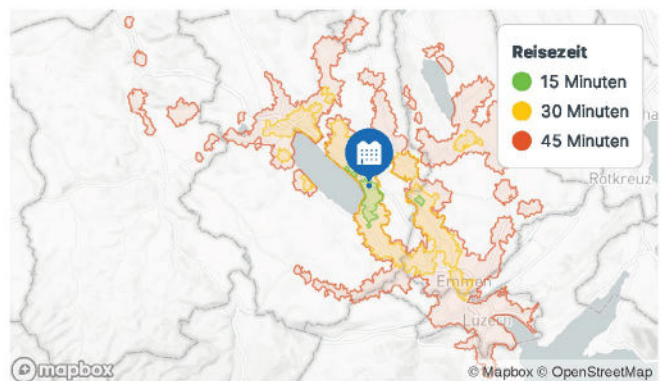 Reisezeit
15 Minuten
30 Minuten
45 Minuten
Rotkreuz
Emmen
Luzern
mapbox
© Mapbox © OpenStreetMap